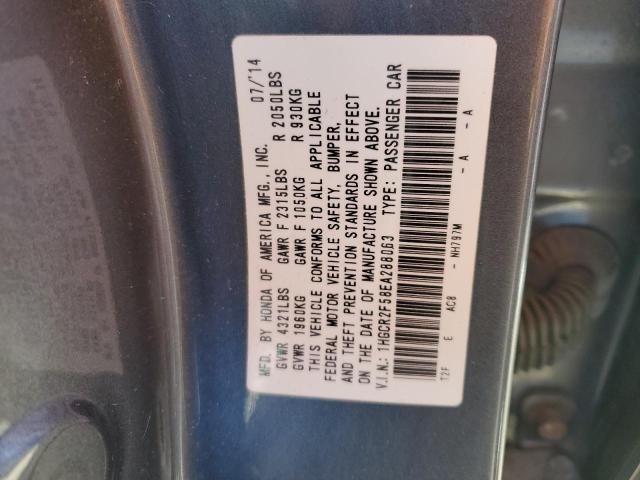 MFD. BY HONDA OF AMERICA MFG., INC. 07/'14
GVWR 4321LBS GAWR F 2315LBS R 2050LBS
GVWR 1960KG GAWR F 1050KG R 930KG
THIS VEHICLE CONFORMS TO ALL APPLICABLE
FEDERAL MOTOR VEHICLE SAFETY, BUMPER,
AND THEFT PREVENTION STANDARDS IN EFFECT
ON THE DATE OF MANUFACTURE SHOWN ABOVE.
V.I.N.: 1HGCR2F58EA288063 TYPE: PASSENGER CAR
T2F E AC8 - NH797M - A - A